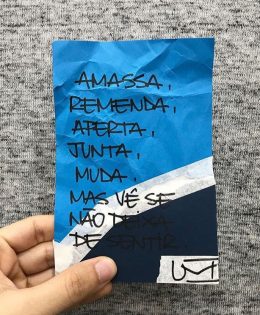 AMASSA,
REMENDA,
APERTA,
JUNTA,
MUDA.
MAS VÊ SE
NÃO DEIXA
DE SENTIR.